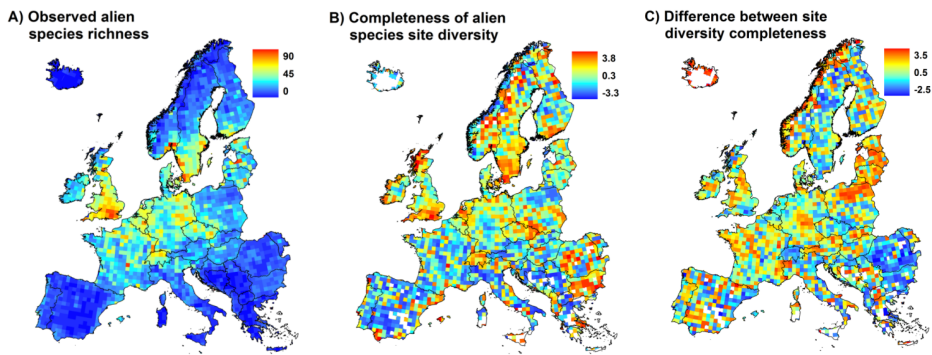 A) Observed alien
species richness
90
45
0
B) Completeness of alien
species site diversity
3.8
0.3
-3.3
C) Difference between site
diversity completeness
3.5
0.5
-2.5